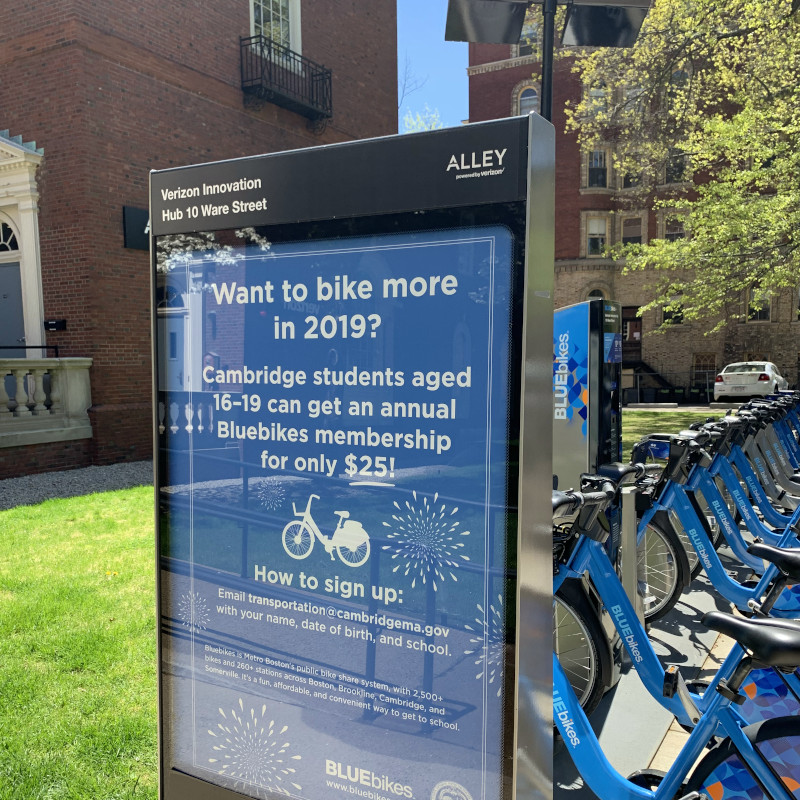 Verizon Innovation
Hub 10 Ware Street
ALLEY
powered by verizon
Want to bike more
in 2019?
Cambridge students aged
16-19 can get an annual
Bluebikes membership
for only $25!
How to sign up:
Email transportation@cambridgema.gov
with your name, date of birth, and school.
Bluebikes is Metro Boston's public bike share system, with 2,500+
bikes and 260+ stations across Boston, Brookline, Cambridge, and
Somerville. It's a fun, affordable, and convenient way to get to school.
BLUEbikes
www.bluebikes.
BLUEbikes
BLUEbikes
BLUEbikes
BLUEbikes